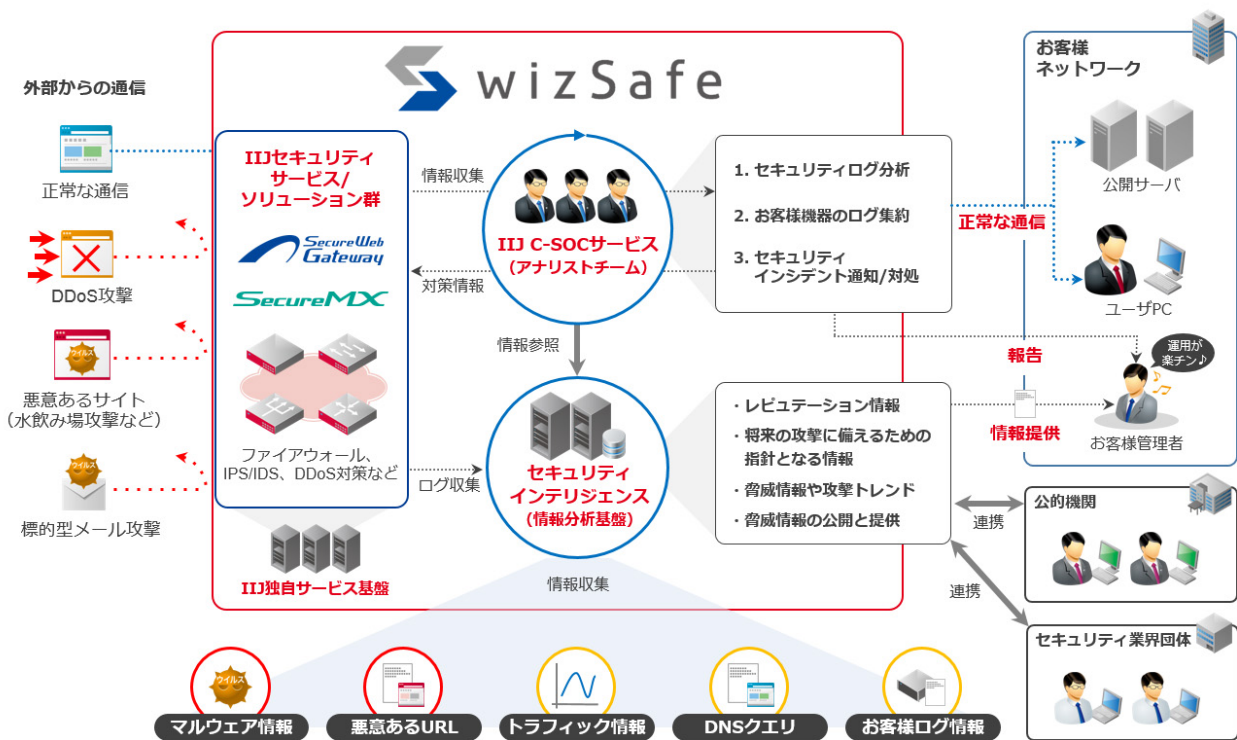 wizSafe
外部からの通信
正常な通信
DDoS攻撃
ウイルス
悪意あるサイト
(水飲み場攻撃など)
ウイルス
標的型メール攻撃
IIJセキュリティ
サービス/
ソリューション群
SecureWeb
Gateway
SecureMX
ファイアウォール、
IPS/IDS、DDoS対策など
IIJ独自サービス基盤
情報収集
対策情報
ログ収集
IIJ C-SOCサービス
(アナリストチーム)
情報参照
セキュリティ
インテリジェンス
(情報分析基盤)
情報収集
1. セキュリティログ分析
2. お客様機器のログ集約
3. セキュリティ
インシデント通知/対処
・レピュテーション情報
・将来の攻撃に備えるための
指針となる情報
・脅威情報や攻撃トレンド
・脅威情報の公開と提供
正常な通信
報告
情報提供
お客様
ネットワーク
公開サーバ
ユーザPC
運用が
楽チン♪
お客様管理者
連携
公的機関
連携
セキュリティ業界団体
ウイルス
マルウェア情報
悪意あるURL
トラフィック情報
DNSクエリ
お客様ログ情報